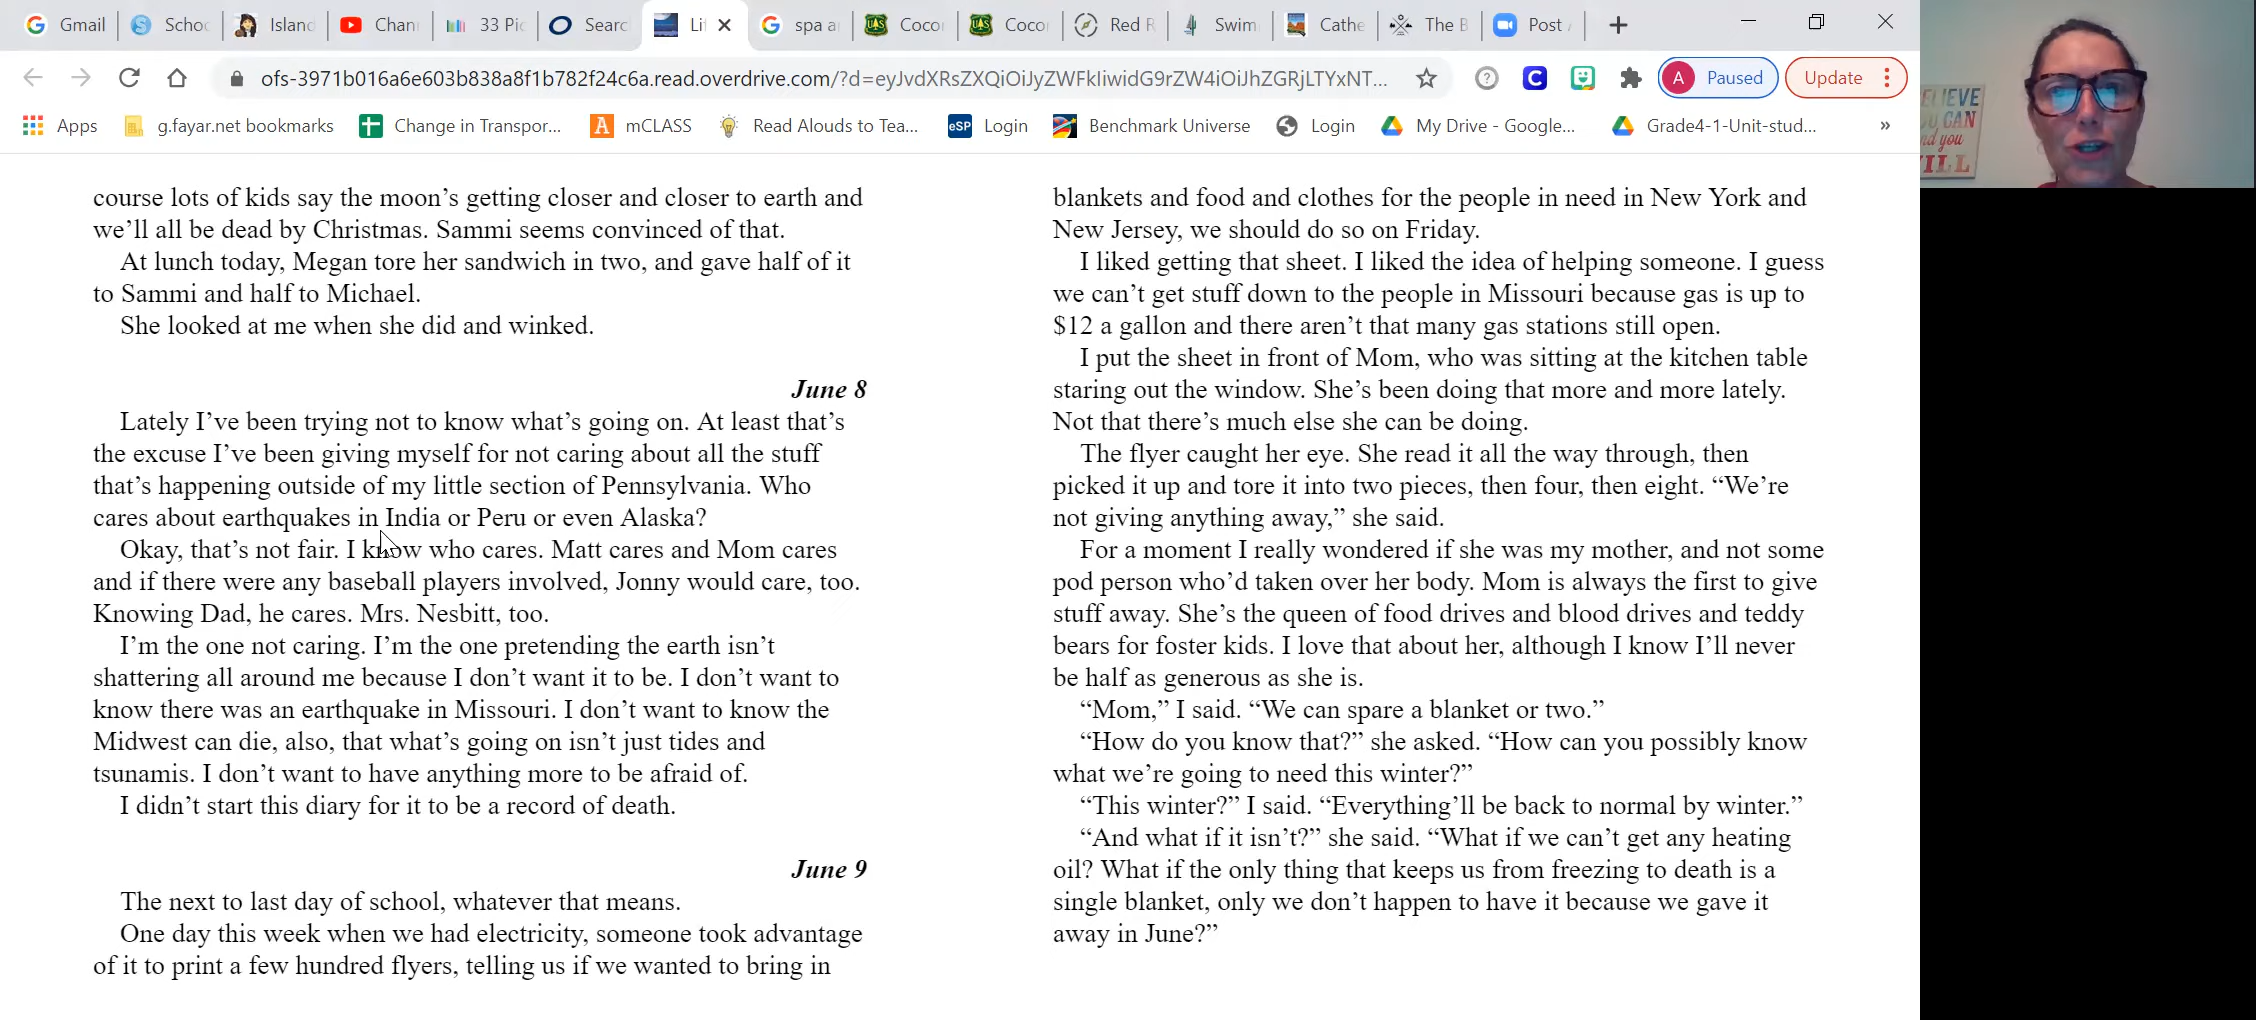 Gmail
Schoo
Island
Chan
33 Pic
Searc
Lif
spa a
Coco
Coco
Red R
Swim
Cathe
The B
Post
ofs-3971b016a6e603b838a8f1b782f24c6a.read.overdrive.com/?d=eyJvdXRsZXQiOiJyZWFkIiwidG9rZW4iOiJhZGRjLTYxNT...
A Paused
Update
Apps
g.fayar.net bookmarks
Change in Transpor...
mCLASS
Read Alouds to Tea...
eSP Login
Benchmark Universe
Login
My Drive - Google...
Grade4-1-Unit-stud...
»
course lots of kids say the moon’s getting closer and closer to earth and
we’ll all be dead by Christmas. Sammi seems convinced of that.
At lunch today, Megan tore her sandwich in two, and gave half of it
to Sammi and half to Michael.
She looked at me when she did and winked.
June 8
Lately I’ve been trying not to know what’s going on. At least that’s
the excuse I’ve been giving myself for not caring about all the stuff
that’s happening outside of my little section of Pennsylvania. Who
cares about earthquakes in India or Peru or even Alaska?
Okay, that’s not fair. I know who cares. Matt cares and Mom cares
and if there were any baseball players involved, Jonny would care, too.
Knowing Dad, he cares. Mrs. Nesbitt, too.
I’m the one not caring. I’m the one pretending the earth isn’t
shattering all around me because I don’t want it to be. I don’t want to
know there was an earthquake in Missouri. I don’t want to know the
Midwest can die, also, that what’s going on isn’t just tides and
tsunamis. I don’t want to have anything more to be afraid of.
I didn’t start this diary for it to be a record of death.
June 9
The next to last day of school, whatever that means.
One day this week when we had electricity, someone took advantage
of it to print a few hundred flyers, telling us if we wanted to bring in
blankets and food and clothes for the people in need in New York and
New Jersey, we should do so on Friday.
I liked getting that sheet. I liked the idea of helping someone. I guess
we can’t get stuff down to the people in Missouri because gas is up to
$12 a gallon and there aren’t that many gas stations still open.
I put the sheet in front of Mom, who was sitting at the kitchen table
staring out the window. She’s been doing that more and more lately.
Not that there’s much else she can be doing.
The flyer caught her eye. She read it all the way through, then
picked it up and tore it into two pieces, then four, then eight. “We’re
not giving anything away,” she said.
For a moment I really wondered if she was my mother, and not some
pod person who’d taken over her body. Mom is always the first to give
stuff away. She’s the queen of food drives and blood drives and teddy
bears for foster kids. I love that about her, although I know I’ll never
be half as generous as she is.
“Mom,” I said. “We can spare a blanket or two.”
“How do you know that?” she asked. “How can you possibly know
what we’re going to need this winter?”
“This winter?” I said. “Everything’ll be back to normal by winter.”
“And what if it isn’t?” she said. “What if we can’t get any heating
oil? What if the only thing that keeps us from freezing to death is a
single blanket, only we don’t happen to have it because we gave it
away in June?”
ELIEVE
U CAN
nd you
ILL